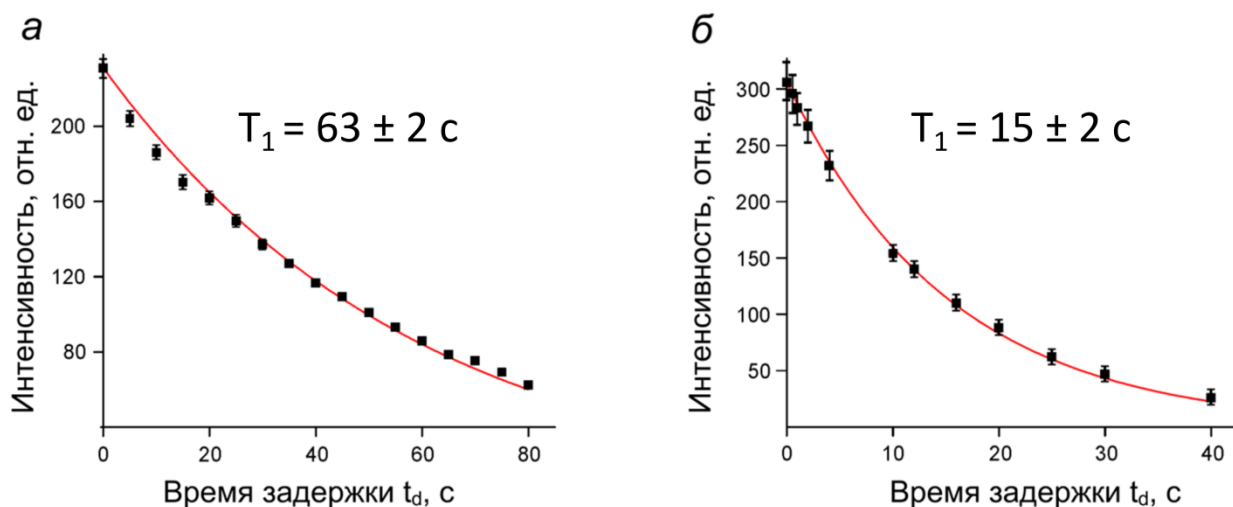 а
Интенсивность, отн. ед.
200
160
120
80
T₁ = 63 ± 2 с
0 20 40 60 80
Время задержки t_d, с
б
Интенсивность, отн. ед.
300
250
200
150
100
50
T₁ = 15 ± 2 с
0 10 20 30 40
Время задержки t_d, с